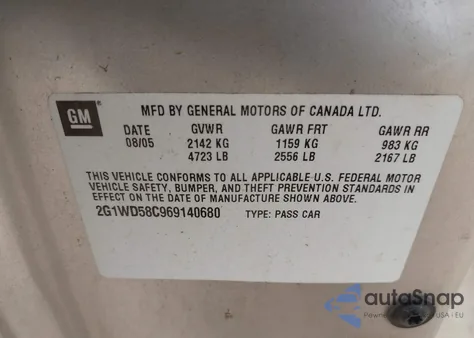 GM
MFD BY GENERAL MOTORS OF CANADA LTD.
DATE GVWR GAWR FRT GAWR RR
08/05 2142 KG 1159 KG 983 KG
4723 LB 2556 LB 2167 LB
THIS VEHICLE CONFORMS TO ALL APPLICABLE U.S. FEDERAL MOTOR
VEHICLE SAFETY, BUMPER, AND THEFT PREVENTION STANDARDS IN
EFFECT ON THE DATE OF MANUFACTURE SHOWN ABOVE.
2G1WD58C969140680 TYPE: PASS CAR
autoSnap